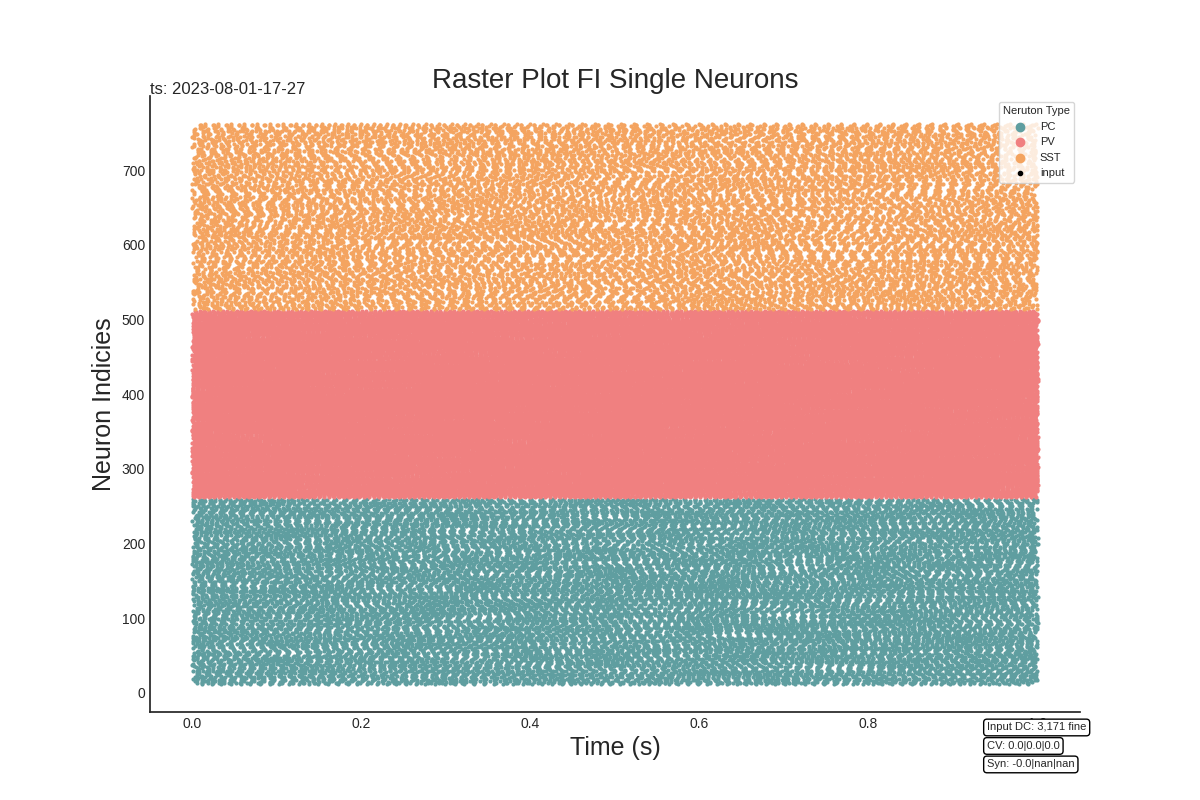 Raster Plot FI Single Neurons
ts: 2023-08-01-17-27
Neruton Type
PC
PV
SST
input
Neuron Indicies
700
600
500
400
300
200
100
0
0.0 0.2 0.4 0.6 0.8
Time (s)
Input DC: 3,171 fine
CV: 0.0|0.0|0.0
Syn: -0.0|nan|nan